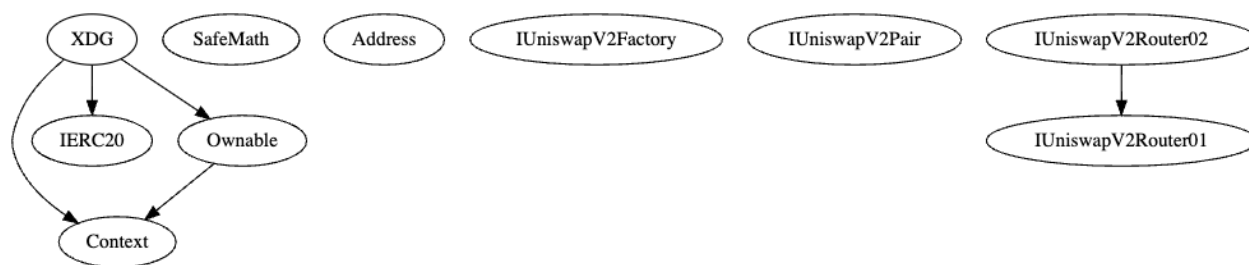 XDG
SafeMath
Address
IUniswapV2Factory
IUniswapV2Pair
IUniswapV2Router02
IERC20
Ownable
IUniswapV2Router01
Context